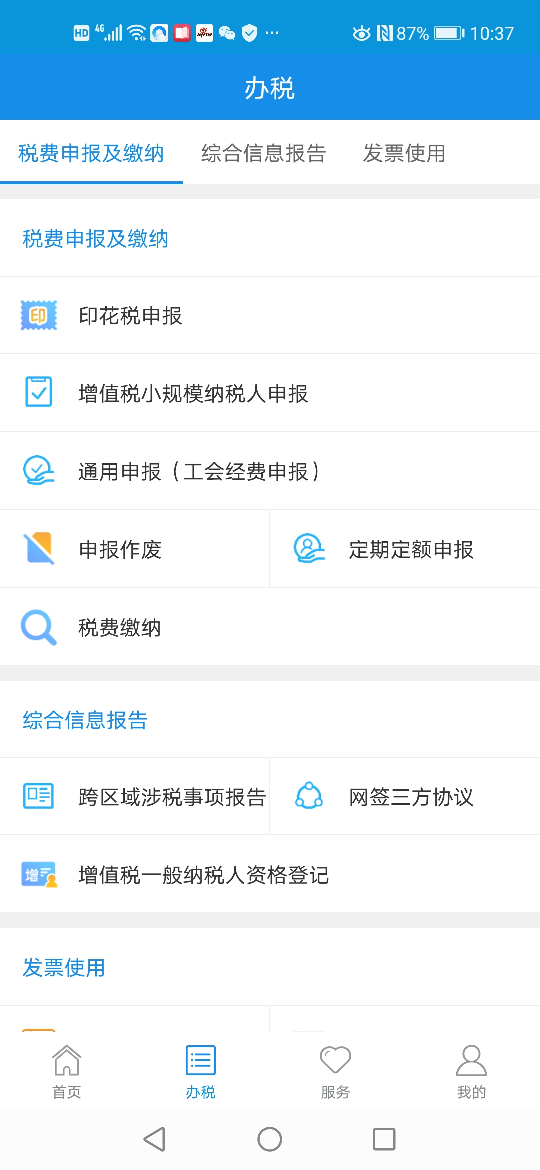 HD 4G 87% 10:37
办税
税费申报及缴纳 综合信息报告 发票使用
税费申报及缴纳
印 印花税申报
增值税小规模纳税人申报
通用申报（工会经费申报）
申报作废 定期定额申报
税费缴纳
综合信息报告
跨区域涉税事项报告 网签三方协议
增 增值税一般纳税人资格登记
发票使用
首页 办税 服务 我的